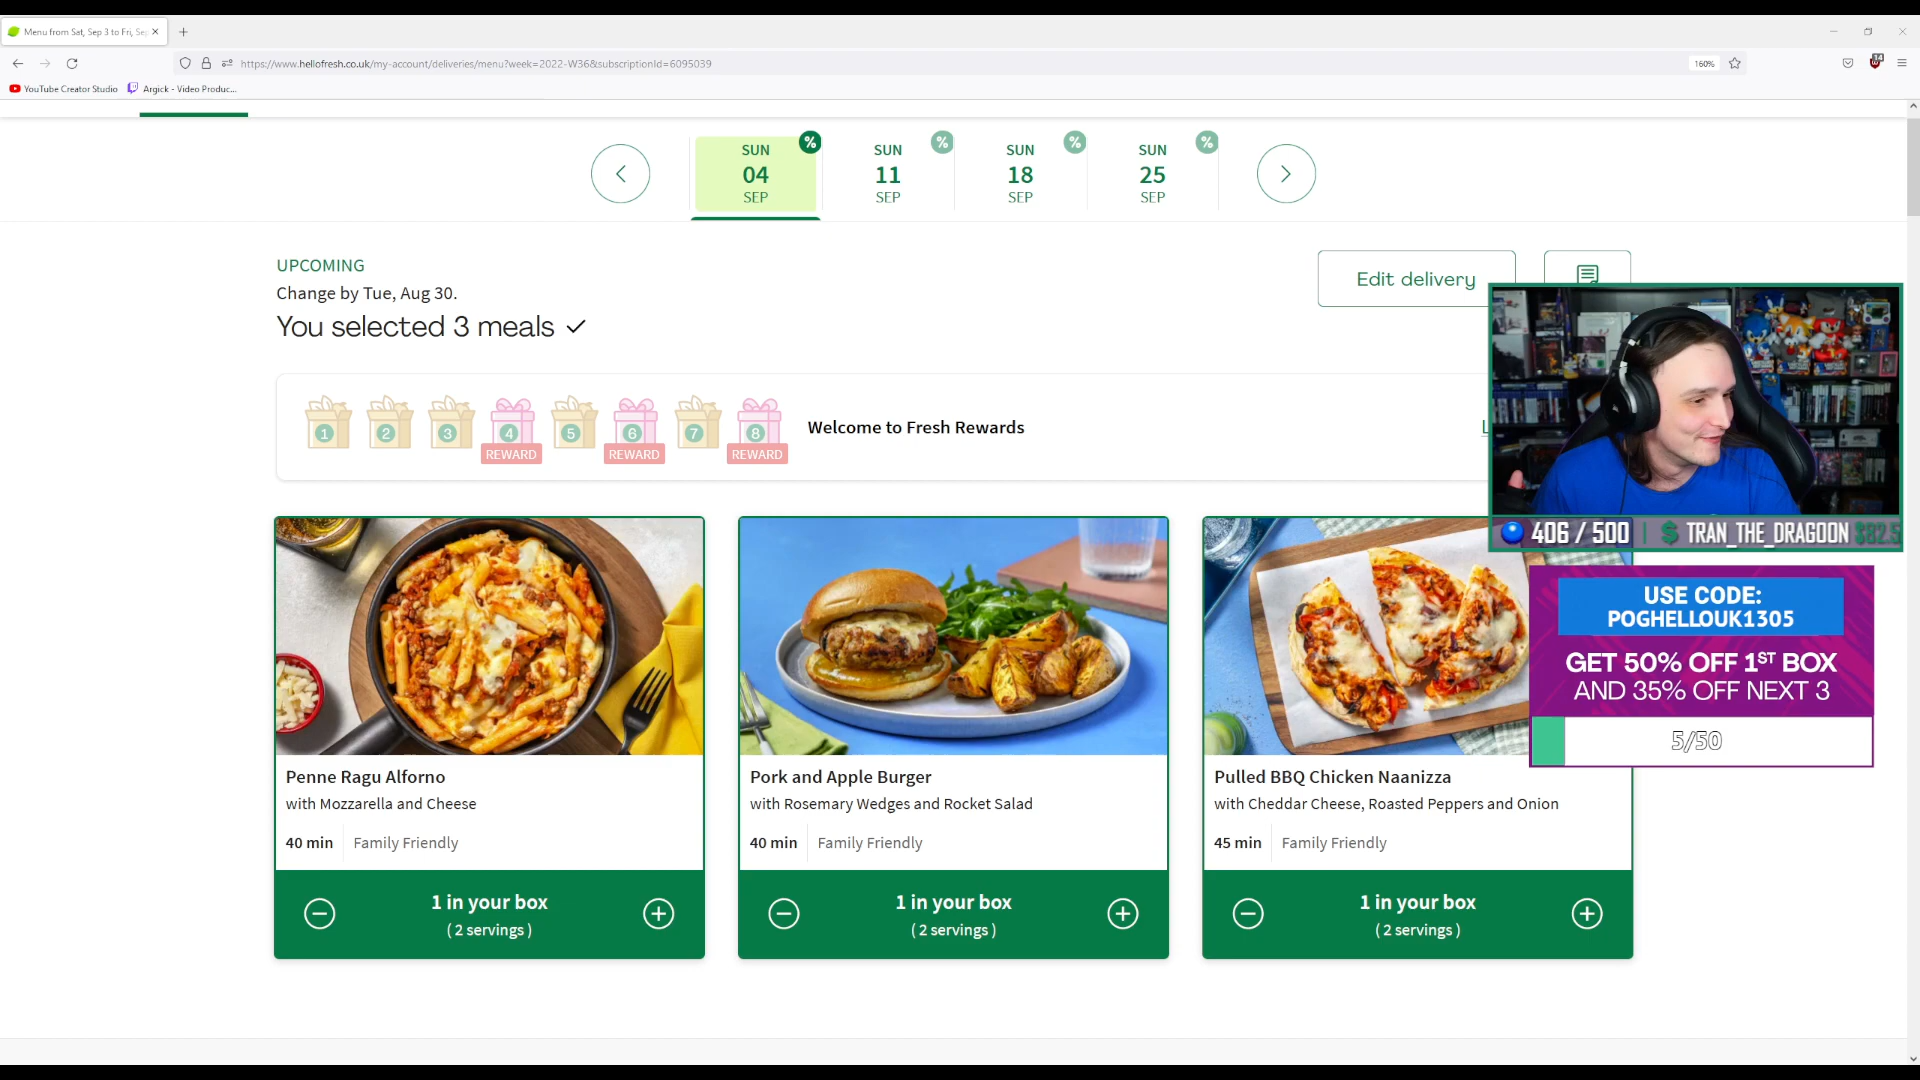 Menu from Sat, Sep 3 to Fri, Sep
https://www.hellofresh.co.uk/my-account/deliveries/menu?week=2022-W36&subscriptionId=6095039
160%
14
YouTube Creator Studio
Argick - Video Produc...
SUN
04
SEP
%
SUN
11
SEP
%
SUN
18
SEP
%
SUN
25
SEP
%
UPCOMING
Change by Tue, Aug 30.
You selected 3 meals
Edit delivery
1
2
3
4
5
6
7
8
REWARD
REWARD
REWARD
Welcome to Fresh Rewards
406 / 500 | $ TRAN_THE_DRAGOON $82.5
USE CODE:
POGHELLOUK1305
GET 50% OFF 1ST BOX
AND 35% OFF NEXT 3
5/50
Penne Ragu Alforno
with Mozzarella and Cheese
40 min
Family Friendly
1 in your box
( 2 servings )
Pork and Apple Burger
with Rosemary Wedges and Rocket Salad
40 min
Family Friendly
1 in your box
( 2 servings )
Pulled BBQ Chicken Naanizza
with Cheddar Cheese, Roasted Peppers and Onion
45 min
Family Friendly
1 in your box
( 2 servings )